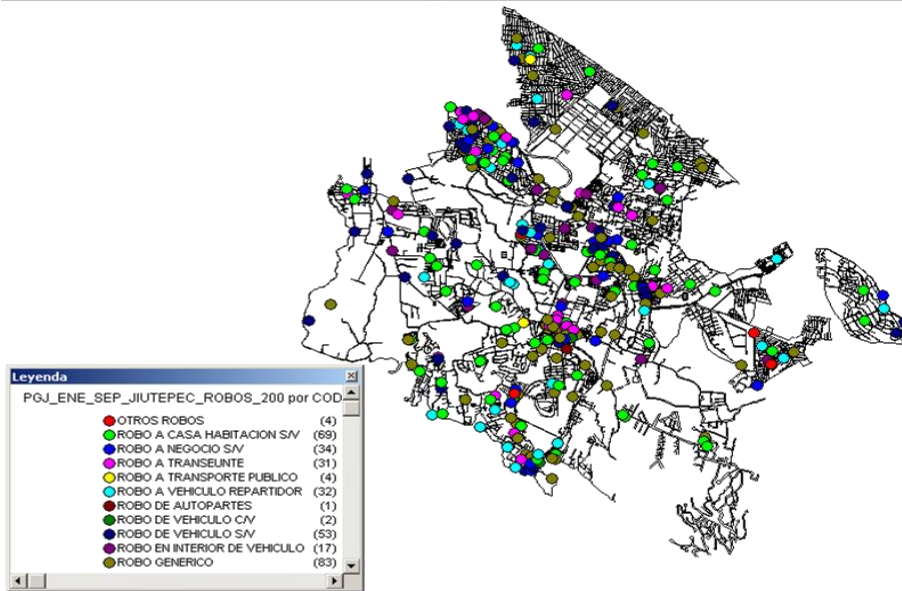 Leyenda
PGJ_ENE_SEP_JIUTEPEC_ROBOS_200 por COD
OTROS ROBOS (4)
ROBO A CASA HABITACION S/V (69)
ROBO A NEGOCIO S/V (34)
ROBO A TRANSEUNTE (31)
ROBO A TRANSPORTE PUBLICO (4)
ROBO A VEHICULO REPARTIDOR (32)
ROBO DE AUTOPARTES (1)
ROBO DE VEHICULO C/V (2)
ROBO DE VEHICULO S/V (53)
ROBO EN INTERIOR DE VEHICULO (17)
ROBO GENERICO (83)